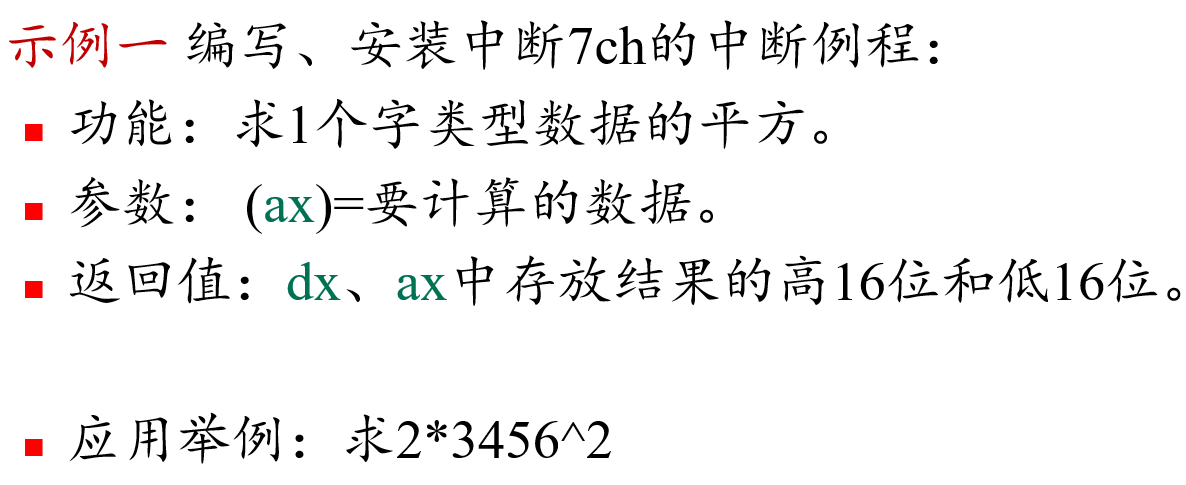 示例一 编写、安装中断7ch的中断例程：
功能：求1个字类型数据的平方。
参数： (ax)=要计算的数据。
返回值：dx、ax中存放结果的高16位和低16位。
应用举例：求2*3456^2